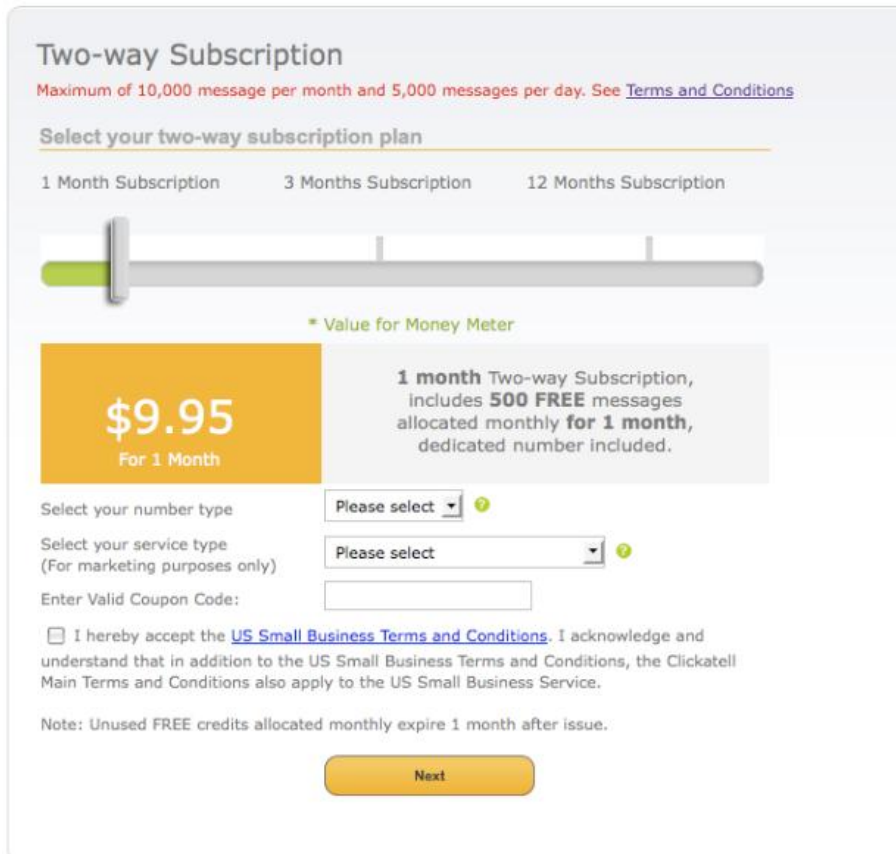 Two-way Subscription
Maximum of 10,000 message per month and 5,000 messages per day. See Terms and Conditions
Select your two-way subscription plan
1 Month Subscription 3 Months Subscription 12 Months Subscription
* Value for Money Meter
$9.95
For 1 Month
1 month Two-way Subscription,
includes 500 FREE messages
allocated monthly for 1 month,
dedicated number included.
Select your number type Please select ?
Select your service type
(For marketing purposes only) Please select ?
Enter Valid Coupon Code:
I hereby accept the US Small Business Terms and Conditions. I acknowledge and
understand that in addition to the US Small Business Terms and Conditions, the Clickatell
Main Terms and Conditions also apply to the US Small Business Service.
Note: Unused FREE credits allocated monthly expire 1 month after issue.
Next